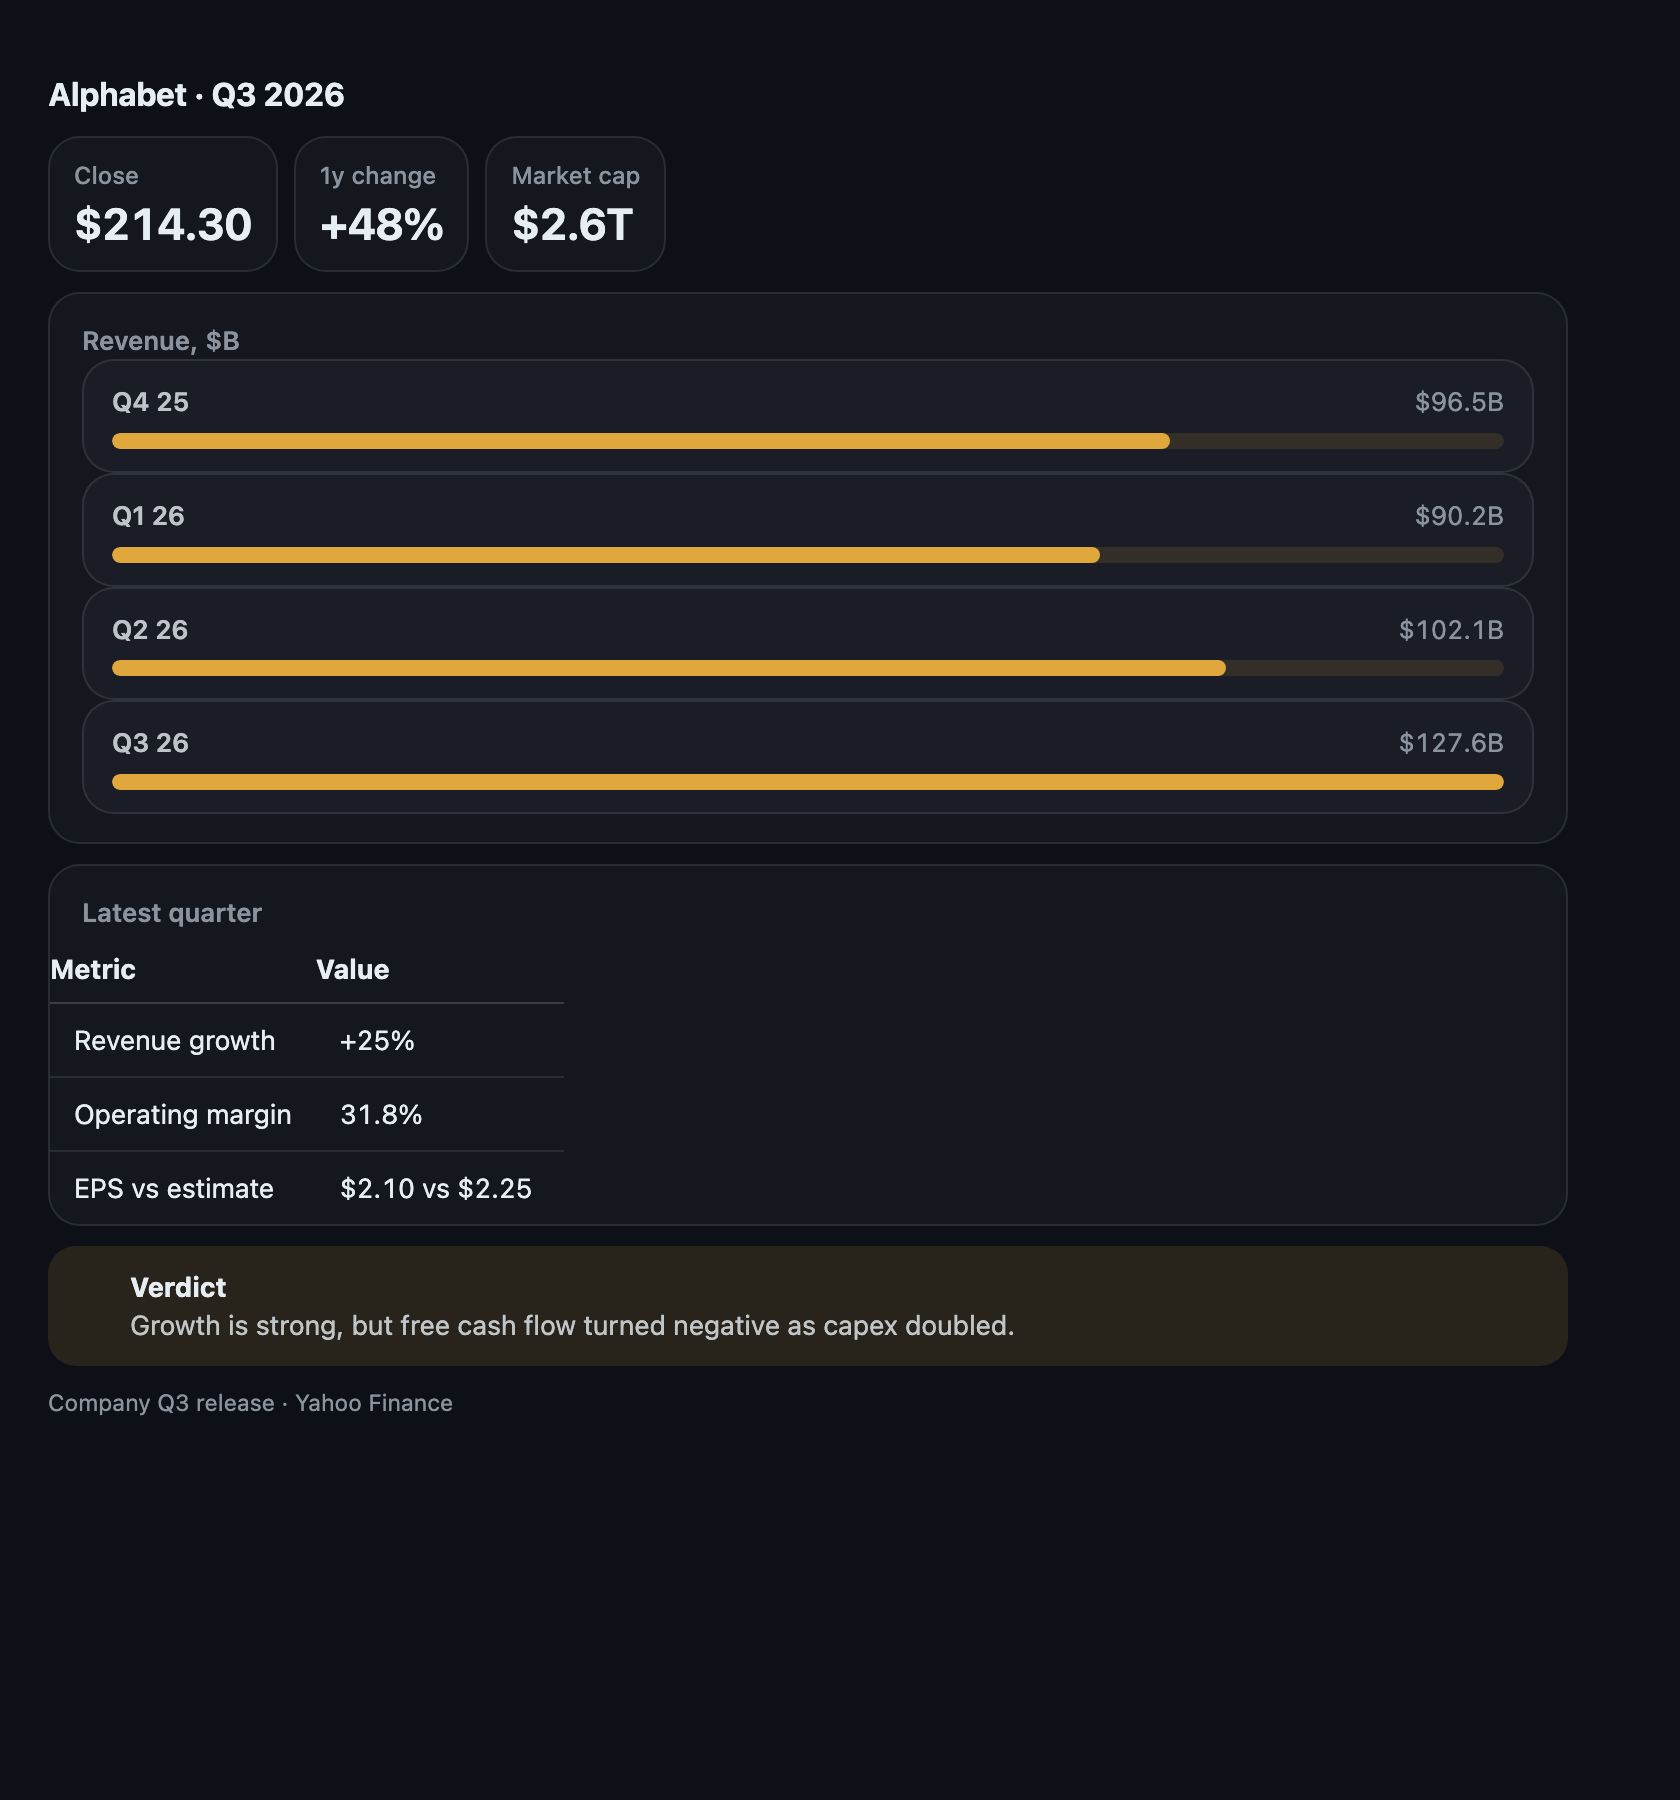 Alphabet · Q3 2026
Close
$214.30
1y change
+48%
Market cap
$2.6T
Revenue, $B
Q4 25 $96.5B
Q1 26 $90.2B
Q2 26 $102.1B
Q3 26 $127.6B
Latest quarter
Metric Value
Revenue growth +25%
Operating margin 31.8%
EPS vs estimate $2.10 vs $2.25
Verdict
Growth is strong, but free cash flow turned negative as capex doubled.
Company Q3 release · Yahoo Finance